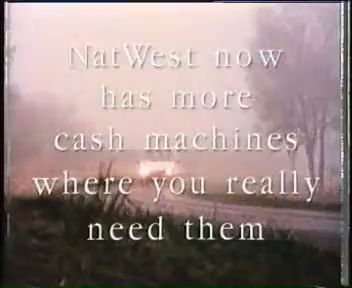 NatWest now
has more
cash machines
where you really
need them